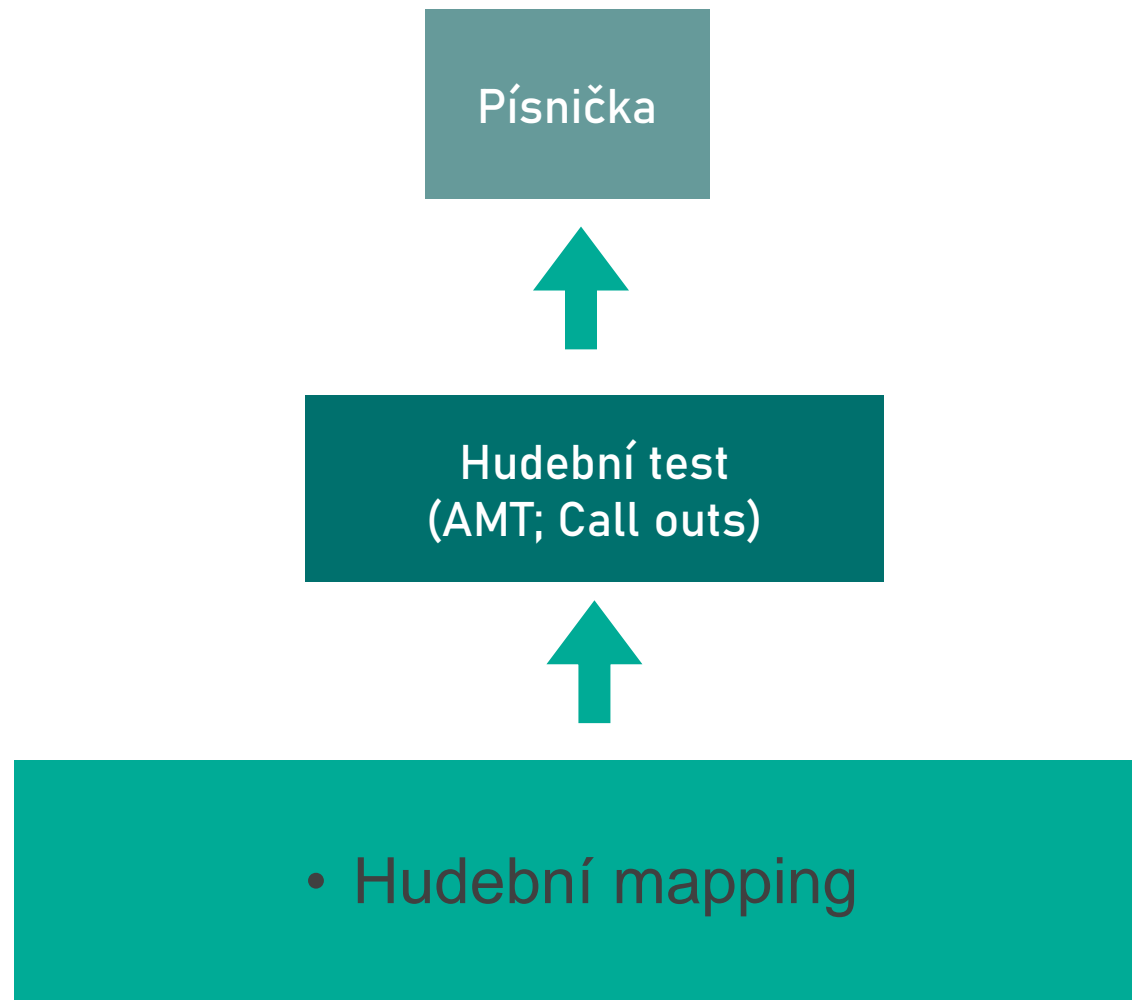 Písnička
Hudební test
(AMT; Call outs)
• Hudební mapping